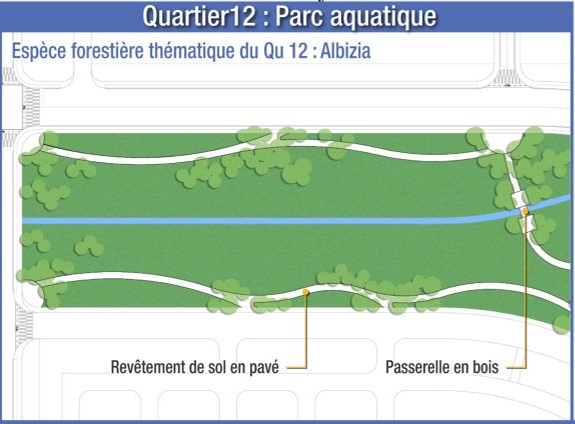 Quartier12 : Parc aquatique
Espèce forestière thématique du Qu 12 : Albizia
Revêtement de sol en pavé
Passerelle en bois